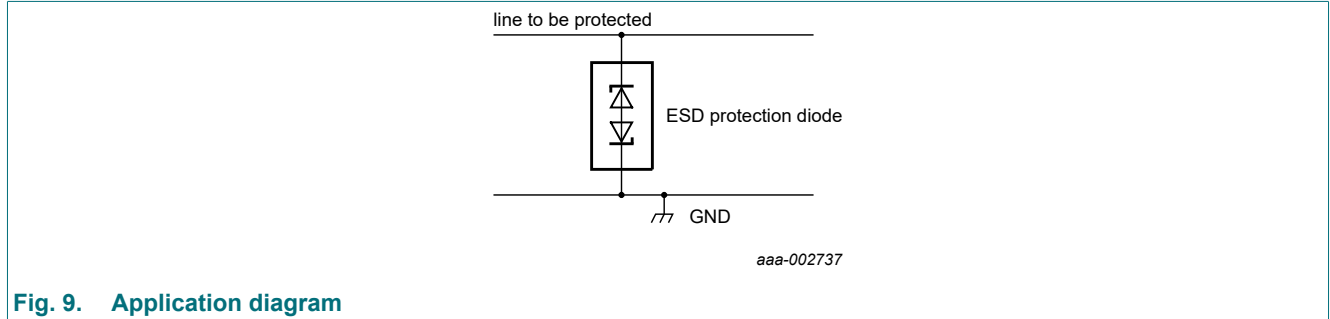 line to be protected
ESD protection diode
GND
aaa-002737
Fig. 9. Application diagram